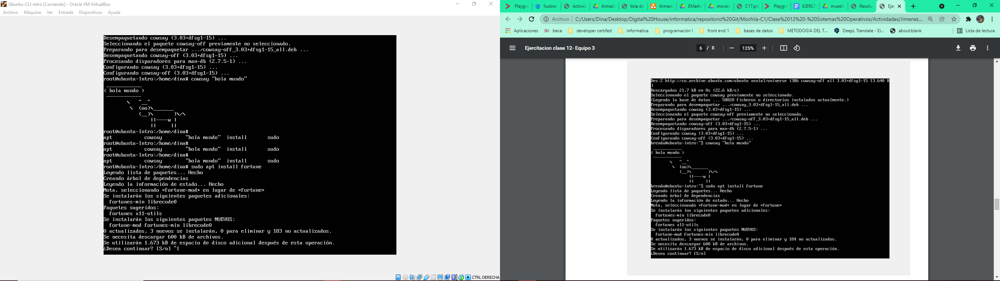 Ubuntu-CLI-intro [Corriendo] - Oracle VM VirtualBox
Archivo Máquina Ver Entrada Dispositivos Ayuda
Desempaquetando cowsay (3.03+dfsg1-15) ...
Seleccionando el paquete cowsay-off previamente no seleccionado.
Preparando para desempaquetar .../cowsay-off_3.03+dfsg1-15_all.deb ...
Desempaquetando cowsay-off (3.03+dfsg1-15) ...
Procesando disparadores para man-db (2.7.5-1) ...
Configurando cowsay (3.03+dfsg1-15) ...
Configurando cowsay-off (3.03+dfsg1-15) ...
root@ubuntu-Intro:/home/dina# cowsay "hola mundo"
 ____________
< hola mundo >
 ------------
        \   ^__^
         \  (oo)\_______
            (__)\       )\/\
                ||----w |
                ||     ||
root@ubuntu-Intro:/home/dina#
apt cowsay "hola mundo" install sudo
root@ubuntu-Intro:/home/dina#
apt cowsay "hola mundo" install sudo
root@ubuntu-Intro:/home/dina#
apt cowsay "hola mundo" install sudo
root@ubuntu-Intro:/home/dina# sudo apt install fortune
Leyendo lista de paquetes... Hecho
Creando árbol de dependencias
Leyendo la información de estado... Hecho
Nota, seleccionando «fortune-mod» en lugar de «fortune»
Se instalarán los siguientes paquetes adicionales:
  fortunes-min librecode0
Paquetes sugeridos:
  fortunes x11-utils
Se instalarán los siguientes paquetes NUEVOS:
  fortune-mod fortunes-min librecode0
0 actualizados, 3 nuevos se instalarán, 0 para eliminar y 183 no actualizados.
Se necesita descargar 600 kB de archivos.
Se utilizarán 1.673 kB de espacio de disco adicional después de esta operación.
¿Desea continuar? [S/n] ^[
CTRL DERECHA
Playgro Ilustrac Activida Armado lista de Armado EMarke movies C17.pd Playgro EJERCIT muestr Resoluc Ejer
Archivo C:/Users/Dina/Desktop/Digital%20House/informatica/repositorio%20Git/Mochila-C1/Clase%2012%20-%20Sistemas%20Operativos/Actividades/Jimenez...
Aplicaciones DH beca developer certifed informatica programación I front end 1 bases de datos METODOGIA DEL T... DeepL Translate - El... about:blank Lista de lectura
Ejercitacion clase 12- Equipo 3 6 / 8 125%
Des:2 http://co.archive.ubuntu.com/ubuntu xenial/universe i386 cowsay-off all 3.03+dfsg1-15 [3.640 B
]
Descargados 21,7 kB en 0s (22,6 kB/s)
Seleccionando el paquete cowsay previamente no seleccionado.
(Leyendo la base de datos ... 58020 ficheros o directorios instalados actualmente.)
Preparando para desempaquetar .../cowsay_3.03+dfsg1-15_all.deb ...
Desempaquetando cowsay (3.03+dfsg1-15) ...
Seleccionando el paquete cowsay-off previamente no seleccionado.
Preparando para desempaquetar .../cowsay-off_3.03+dfsg1-15_all.deb ...
Desempaquetando cowsay-off (3.03+dfsg1-15) ...
Procesando disparadores para man-db (2.7.5-1) ...
Configurando cowsay (3.03+dfsg1-15) ...
Configurando cowsay-off (3.03+dfsg1-15) ...
brenda@ubuntu-intro:~$ cowsay "hola mundo"
 ____________
< hola mundo >
 ------------
        \   ^__^
         \  (oo)\_______
            (__)\       )\/\
                ||----w |
                ||     ||
brenda@ubuntu-intro:~$ sudo apt install fortune
Leyendo lista de paquetes... Hecho
Creando árbol de dependencias
Leyendo la información de estado... Hecho
Nota, seleccionando «fortune-mod» en lugar de «fortune»
Se instalarán los siguientes paquetes adicionales:
  fortunes-min librecode0
Paquetes sugeridos:
  fortunes x11-utils
Se instalarán los siguientes paquetes NUEVOS:
  fortune-mod fortunes-min librecode0
0 actualizados, 3 nuevos se instalarán, 0 para eliminar y 184 no actualizados.
Se necesita descargar 600 kB de archivos.
Se utilizarán 1.673 kB de espacio de disco adicional después de esta operación.
¿Desea continuar? [S/n]